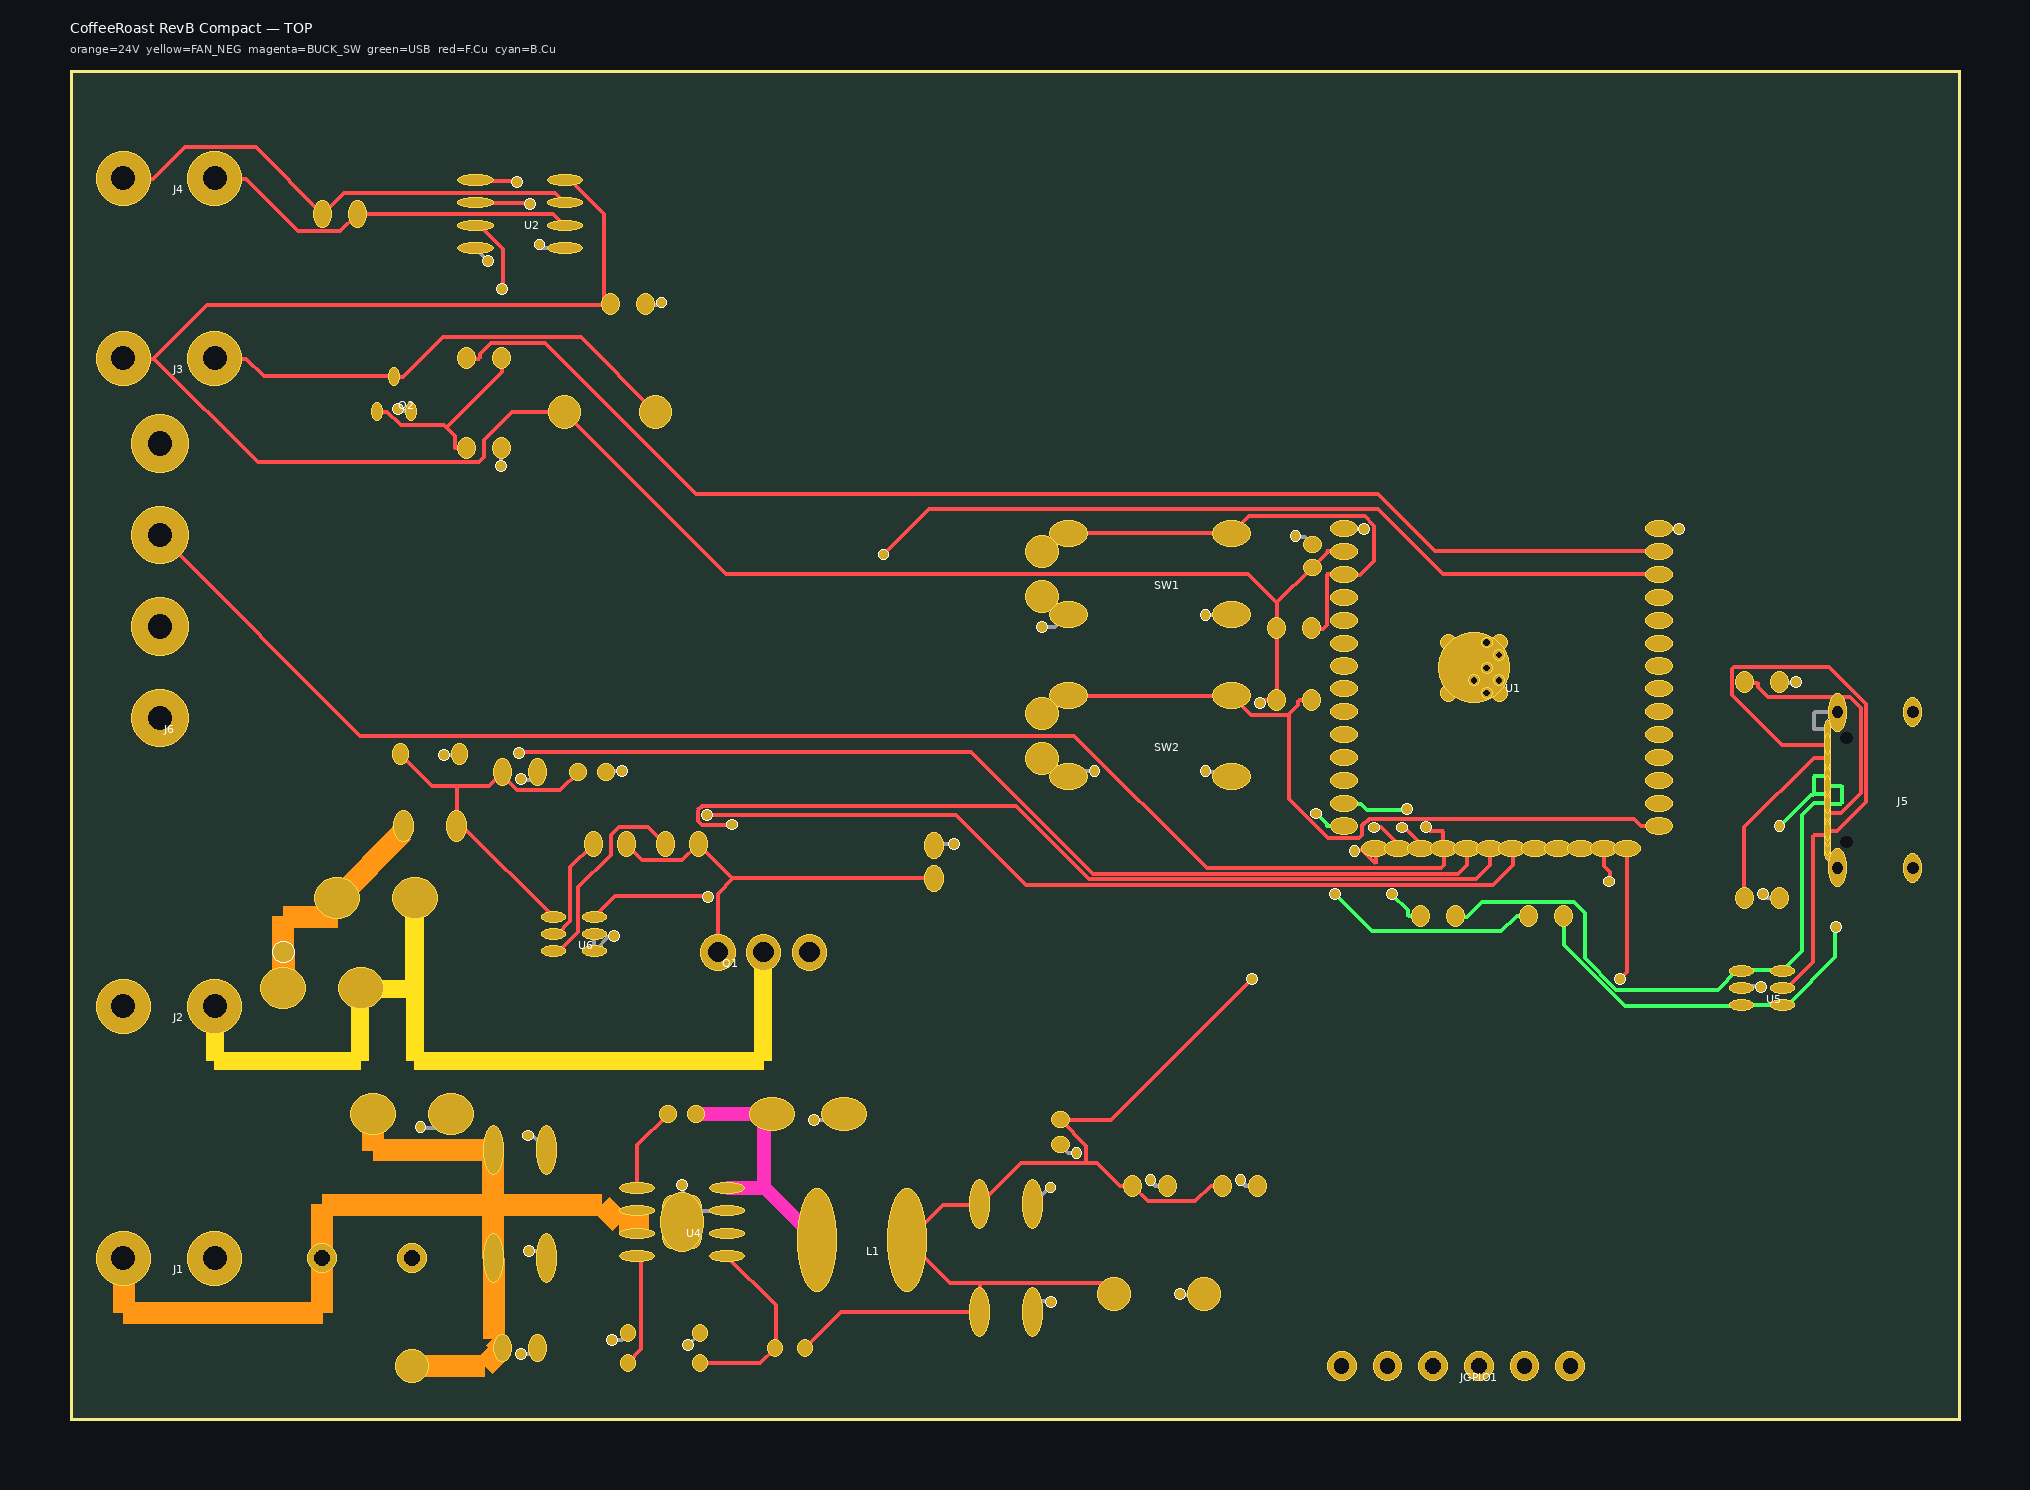 CoffeeRoast RevB Compact — TOP
orange=24V yellow=FAN_NEG magenta=BUCK_SW green=USB red=F.Cu cyan=B.Cu
J4
U2
J3
Q2
SW1
U1
J6
SW2
J5
U6
Q1
U5
J2
U4
L1
J1
JGPIO1